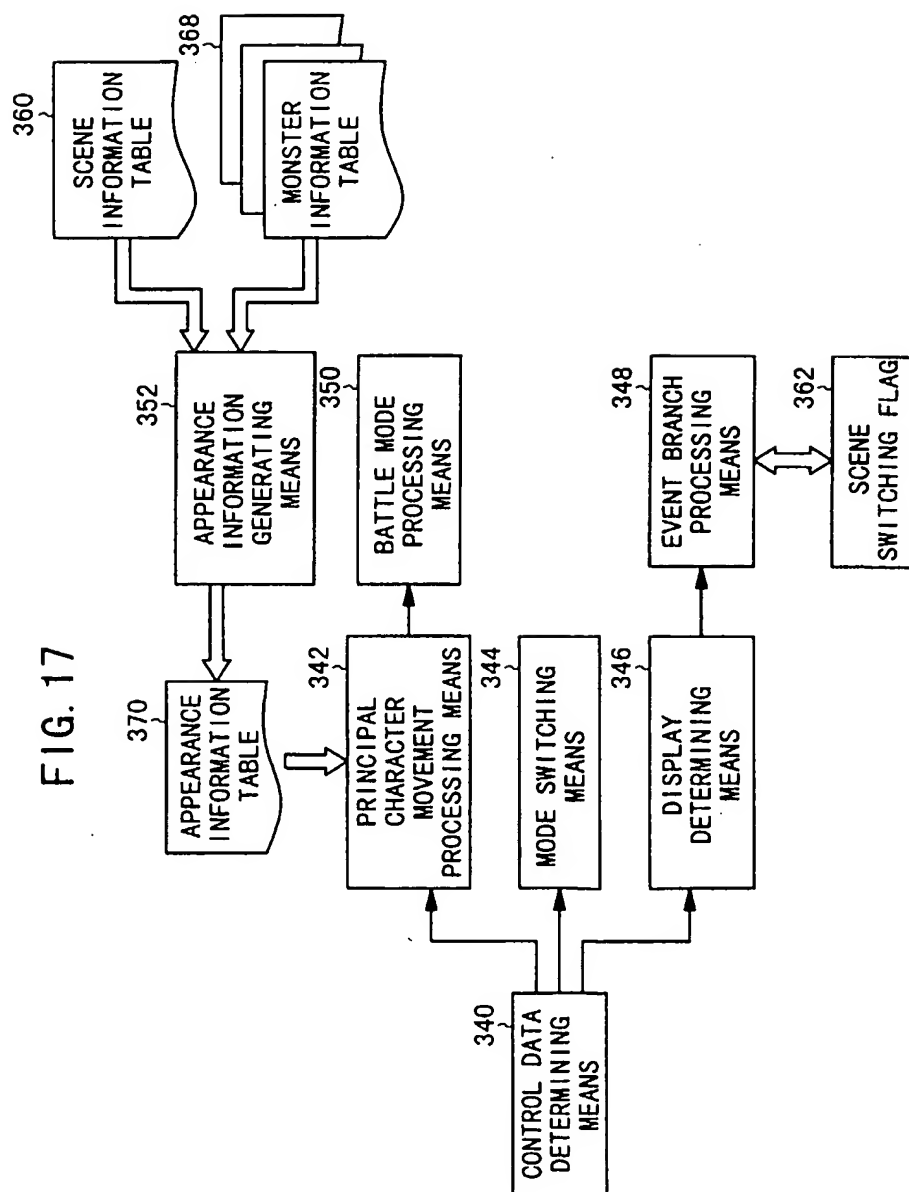 FIG. 17
360
SCENE
INFORMATION
TABLE
368
MONSTER
INFORMATION
TABLE
352
APPEARANCE
INFORMATION
GENERATING
MEANS
370
APPEARANCE
INFORMATION
TABLE
342
PRINCIPAL
CHARACTER
MOVEMENT
PROCESSING MEANS
350
BATTLE MODE
PROCESSING
MEANS
340
CONTROL DATA
DETERMINING
MEANS
344
MODE SWITCHING
MEANS
346
DISPLAY
DETERMINING
MEANS
348
EVENT BRANCH
PROCESSING
MEANS
362
SCENE
SWITCHING FLAG